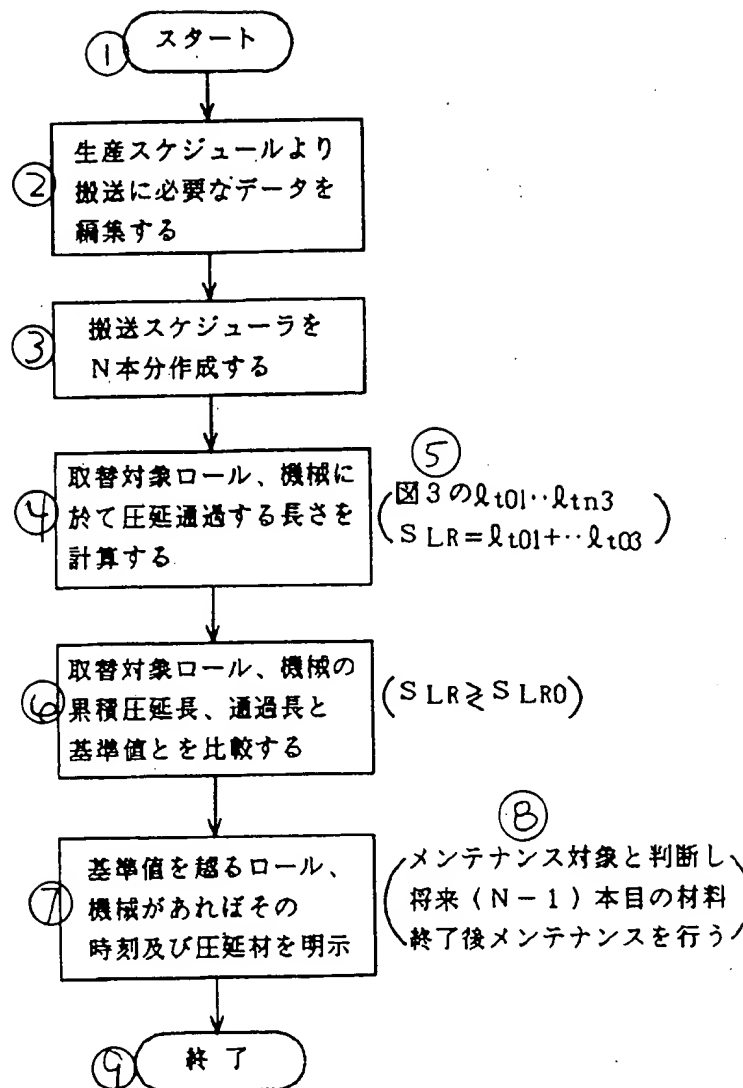 ① スタート
② 生産スケジュールより
搬送に必要なデータを
編集する
③ 搬送スケジューラを
N本分作成する
④ 取替対象ロール、機械に
於て圧延通過する長さを
計算する
⑤
(図3のℓt01‥ℓtn3
SLR=ℓt01+‥ℓt03)
⑥ 取替対象ロール、機械の
累積圧延長、通過長と
基準値とを比較する
(SLR≷SLR0)
⑦ 基準値を越るロール、
機械があればその
時刻及び圧延材を明示
⑧
(メンテナンス対象と判断し、
将来(N-1)本目の材料
終了後メンテナンスを行う)
⑨ 終了